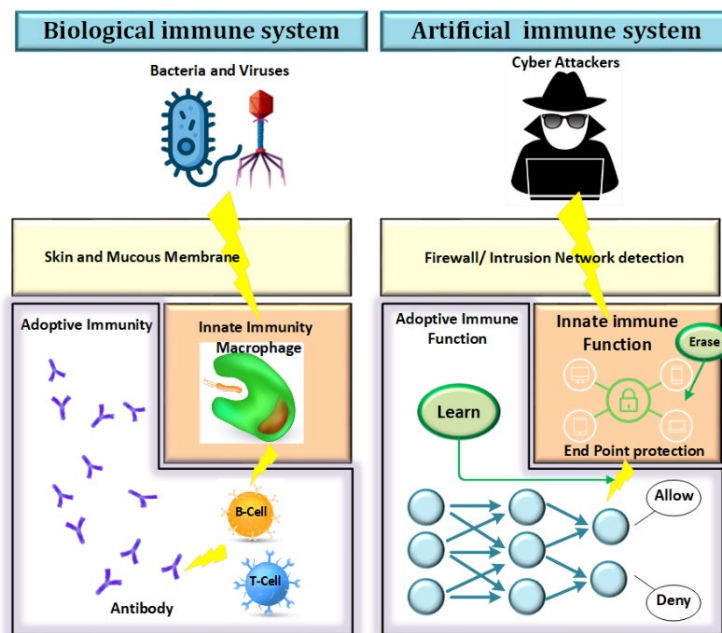 Biological immune system
Bacteria and Viruses
Skin and Mucous Membrane
Adoptive Immunity
Innate Immunity
Macrophage
B-Cell
T-Cell
Antibody
Artificial immune system
Cyber Attackers
Firewall/ Intrusion Network detection
Adoptive Immune
Function
Innate immune
Function
Erase
Learn
End Point protection
Allow
Deny